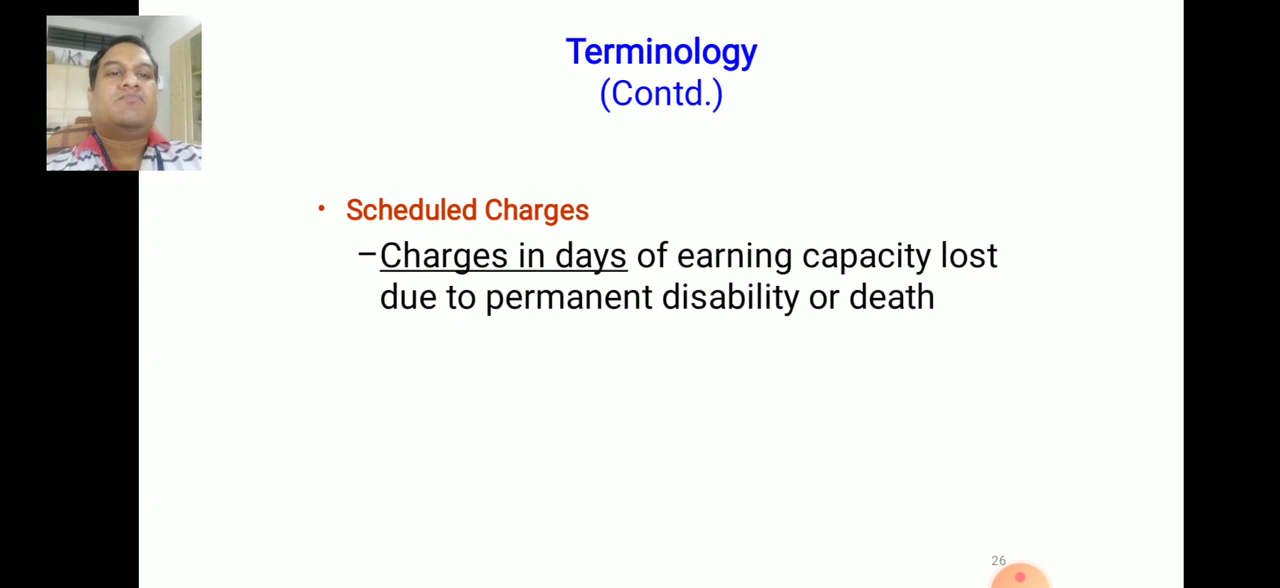 Terminology
(Contd.)
• Scheduled Charges
–Charges in days of earning capacity lost
due to permanent disability or death
26